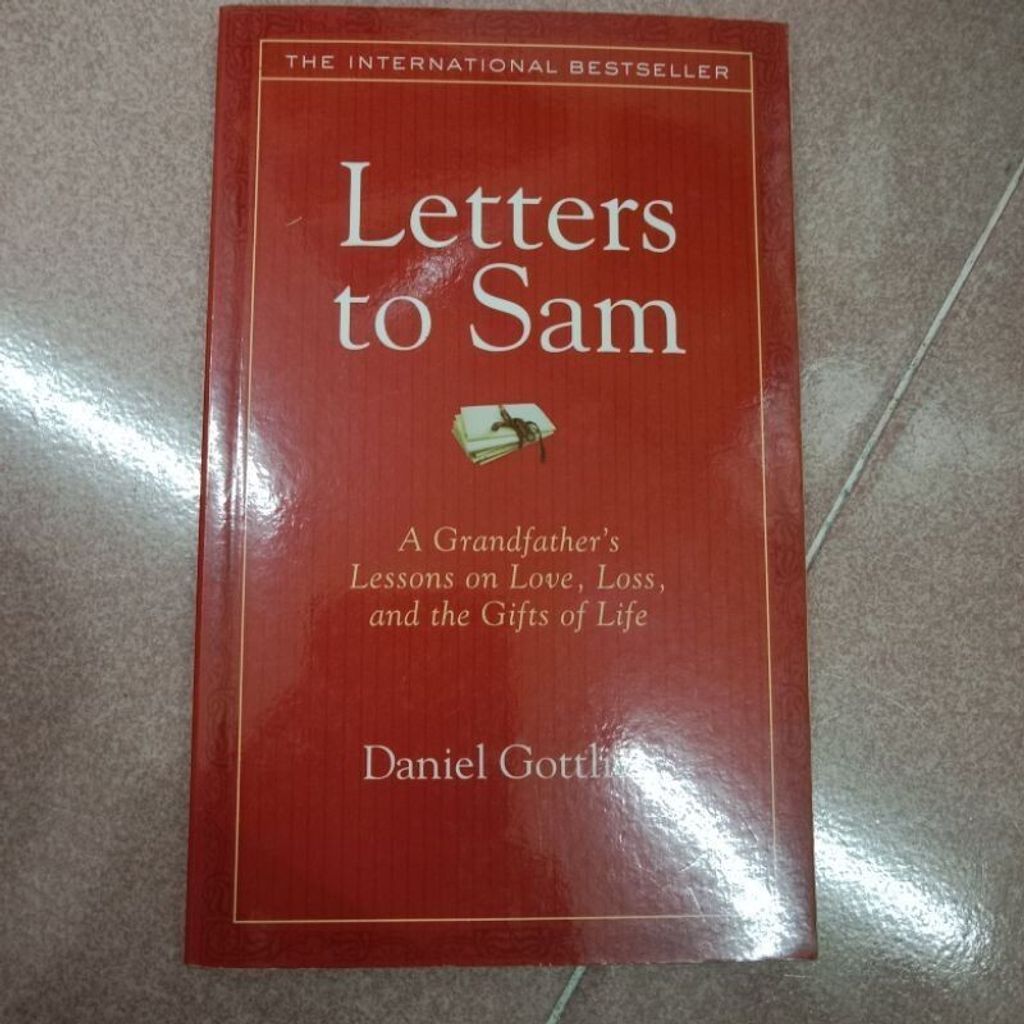 THE INTERNATIONAL BESTSELLER
Letters
to Sam
A Grandfather's
Lessons on Love, Loss,
and the Gifts of Life
Daniel